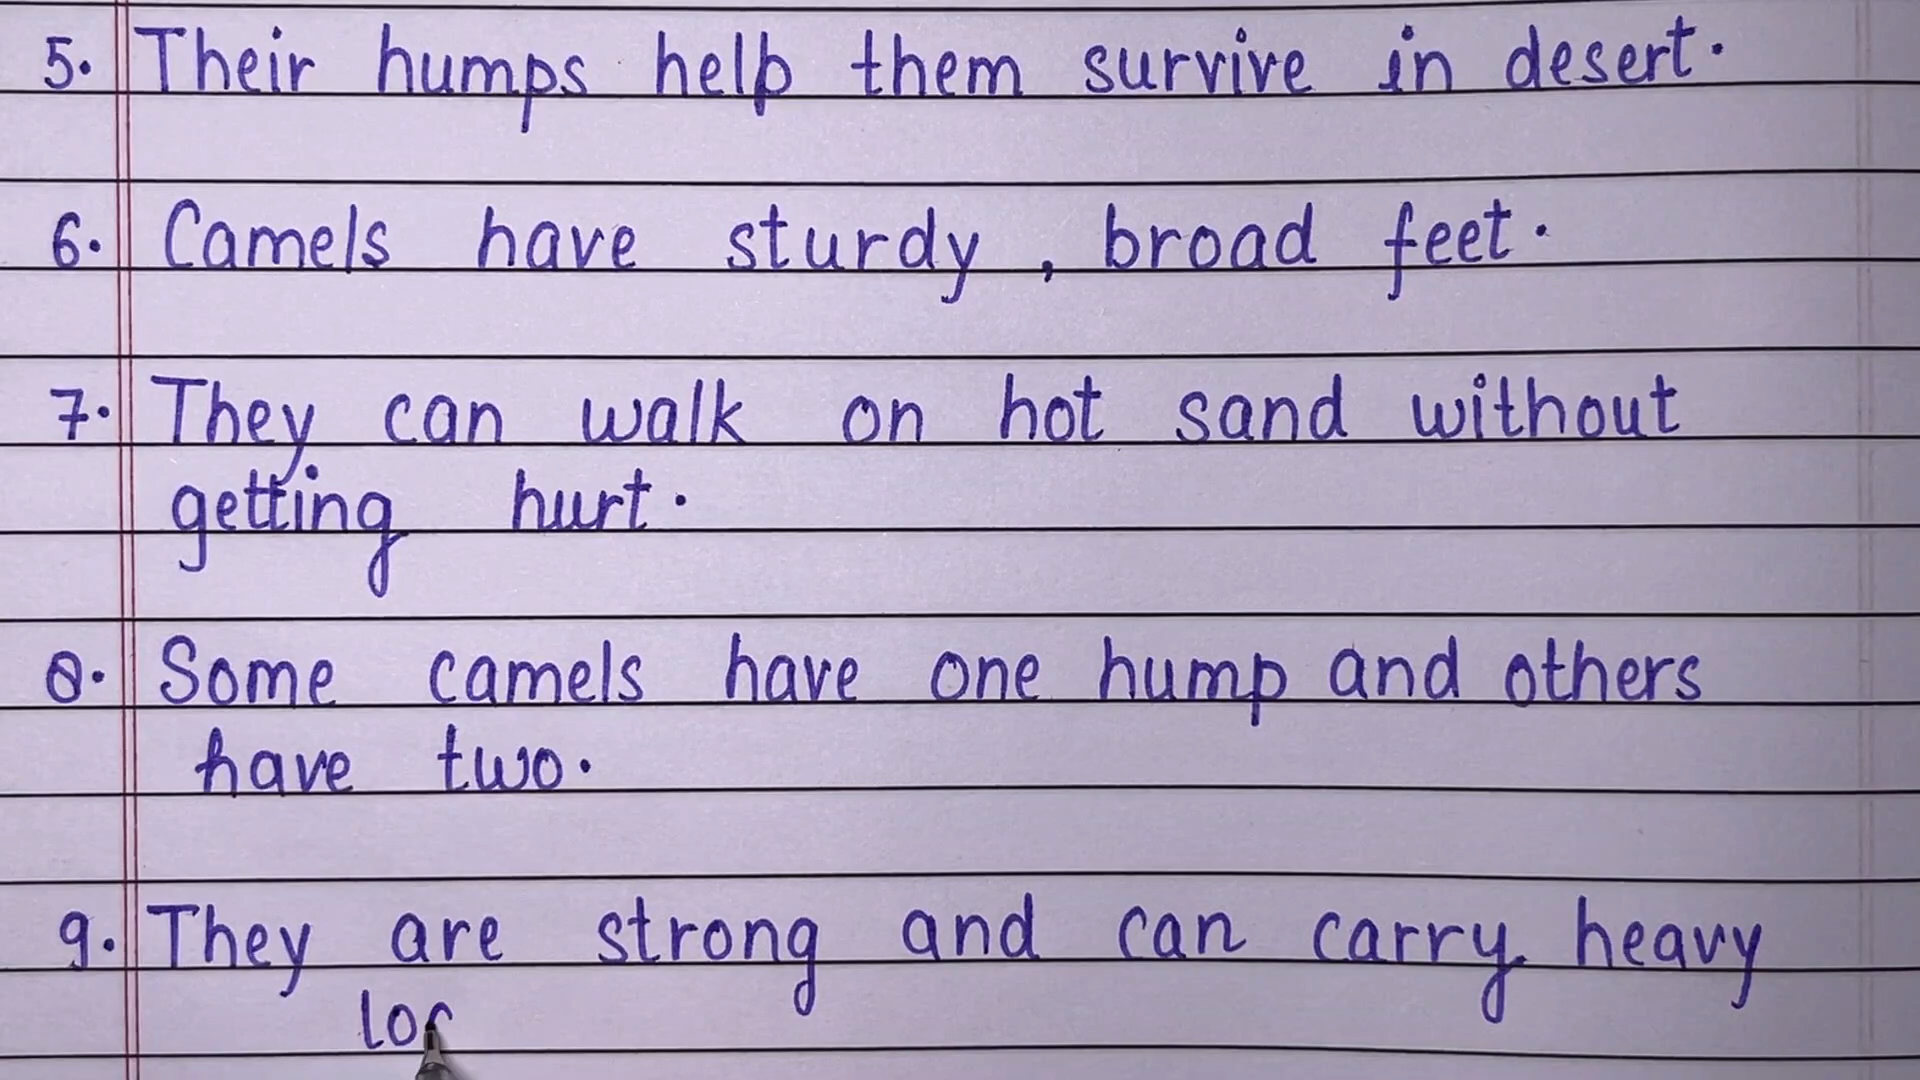 5. Their humps help them survive in desert.
6. Camels have sturdy, broad feet.
7. They can walk on hot sand without
getting hurt.
8. Some camels have one hump and others
have two.
9. They are strong and can carry heavy